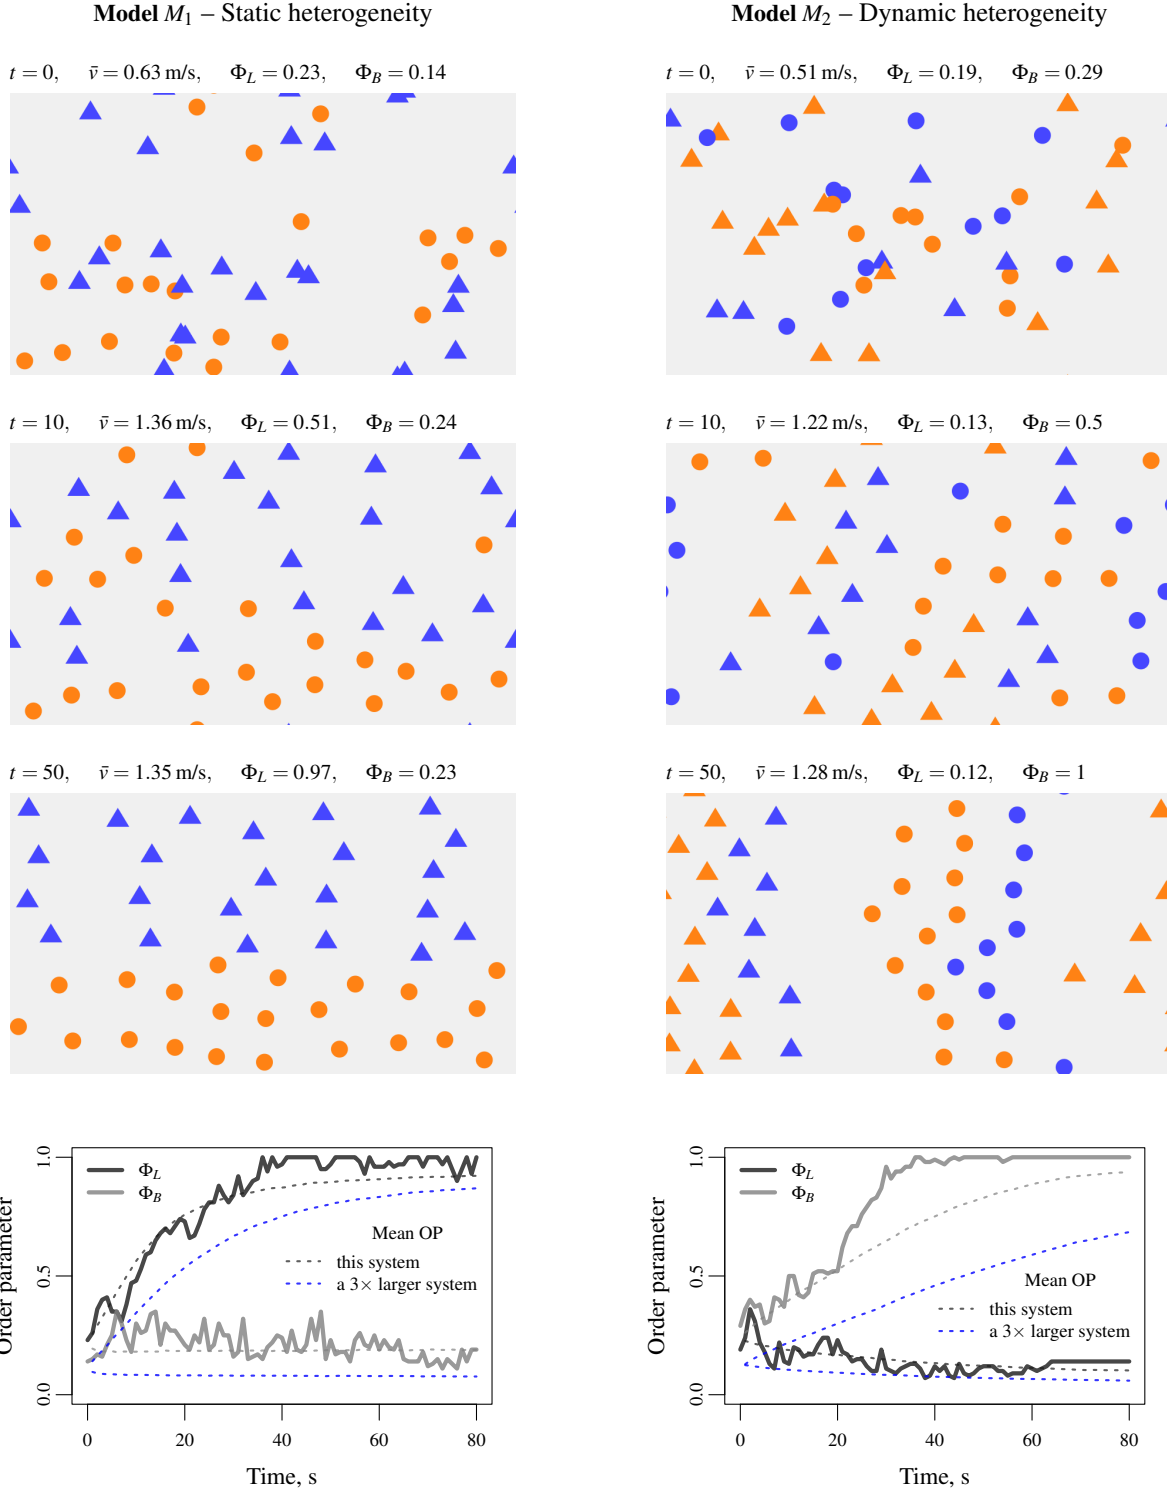 Model M1 – Static heterogeneity
t = 0, v̄ = 0.63 m/s, ΦL = 0.23, ΦB = 0.14
t = 10, v̄ = 1.36 m/s, ΦL = 0.51, ΦB = 0.24
t = 50, v̄ = 1.35 m/s, ΦL = 0.97, ΦB = 0.23
Order parameter
1.0
0.5
0.0
ΦL
ΦB
Mean OP
this system
a 3× larger system
0 20 40 60 80
Time, s
Model M2 – Dynamic heterogeneity
t = 0, v̄ = 0.51 m/s, ΦL = 0.19, ΦB = 0.29
t = 10, v̄ = 1.22 m/s, ΦL = 0.13, ΦB = 0.5
t = 50, v̄ = 1.28 m/s, ΦL = 0.12, ΦB = 1
Order parameter
1.0
0.5
0.0
ΦL
ΦB
Mean OP
this system
a 3× larger system
0 20 40 60 80
Time, s